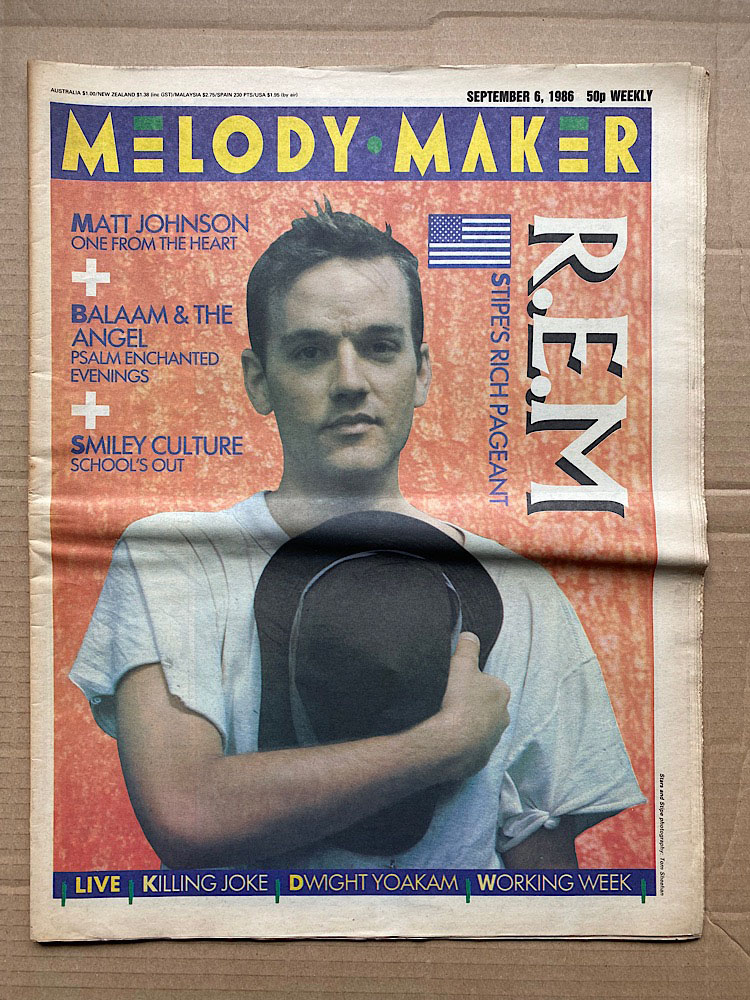 AUSTRALIA $1.00/NEW ZEALAND $1.38 (inc GST)/MALAYSIA $2.75/SPAIN 230 PTS/USA $1.95 (by air)
SEPTEMBER 6, 1986 50p WEEKLY
MELODY • MAKER
MATT JOHNSON
ONE FROM THE HEART
+
BALAAM & THE
ANGEL
PSALM ENCHANTED
EVENINGS
+
SMILEY CULTURE
SCHOOL'S OUT
R.E.M
STIPE'S RICH PAGEANT
Stars and Stipe photography: Tom Sheehan
LIVE KILLING JOKE DWIGHT YOAKAM WORKING WEEK